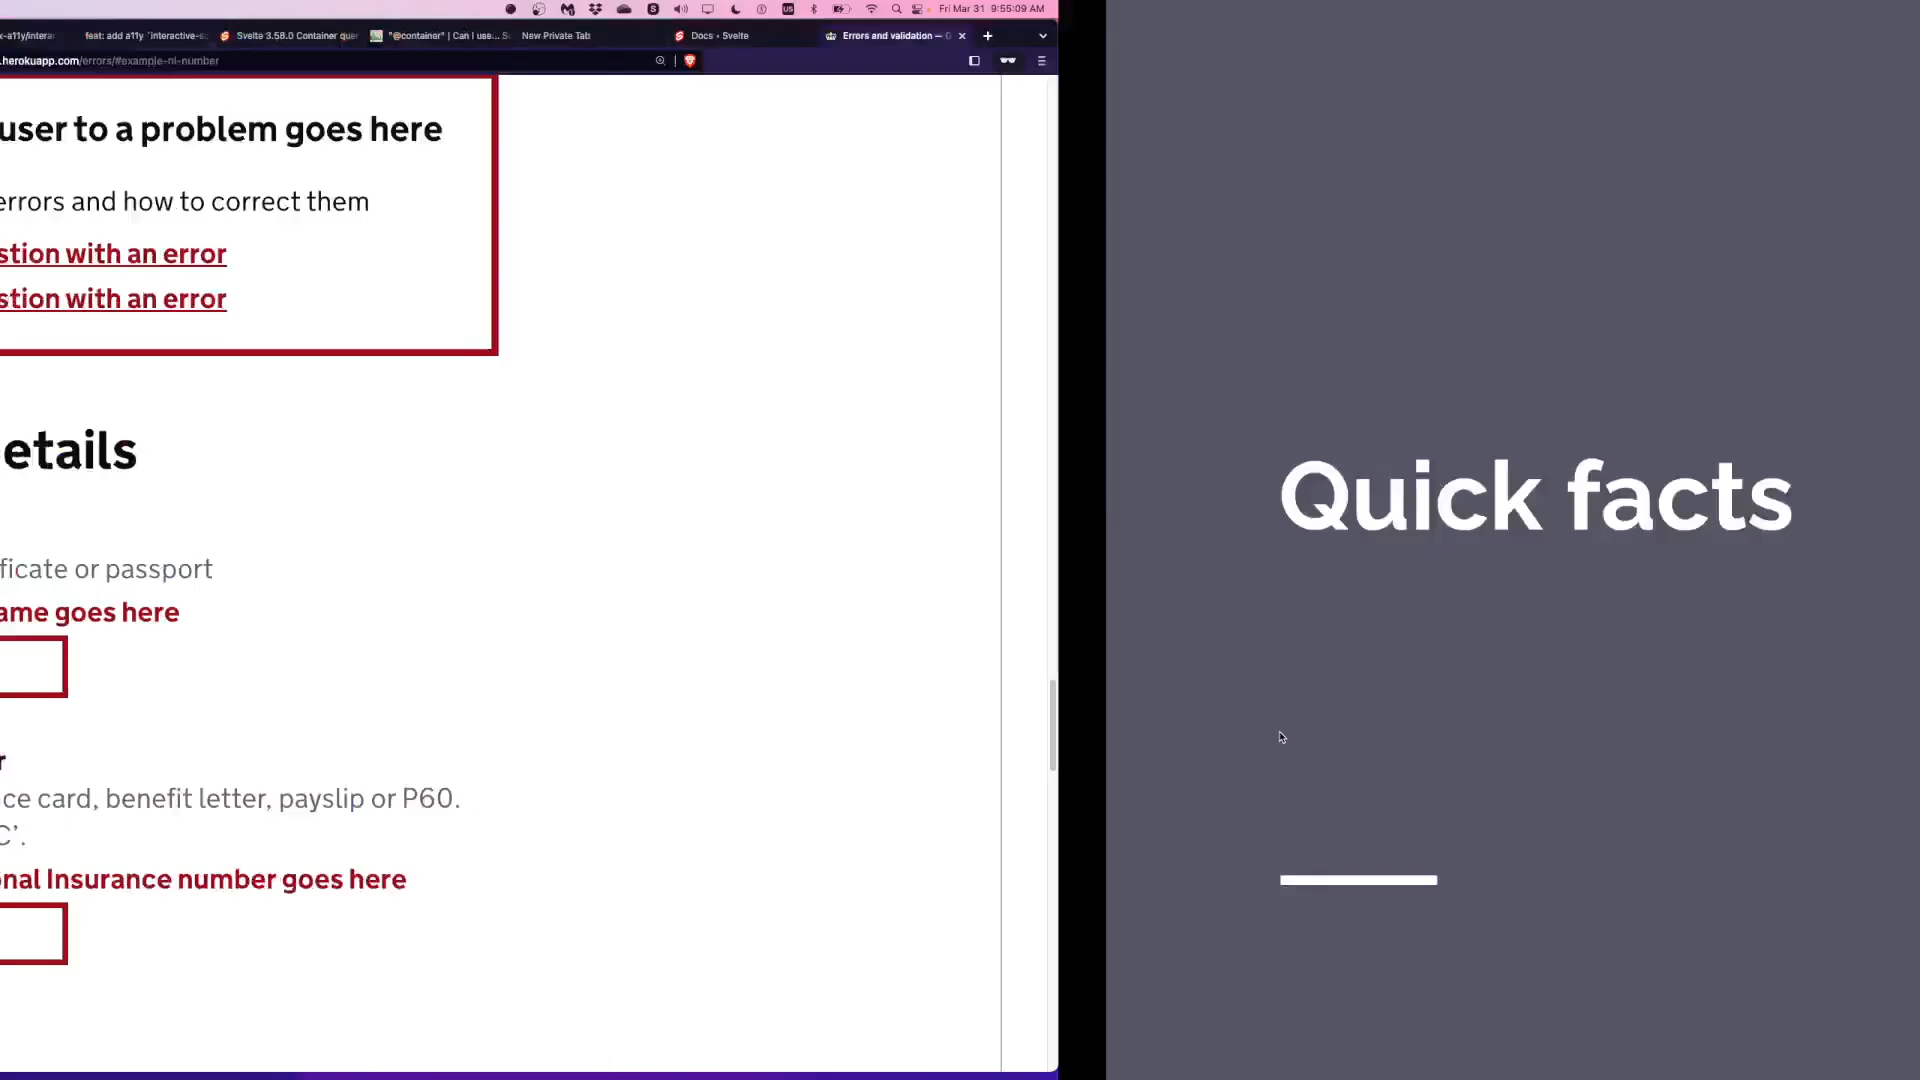 Fri Mar 31 9:55:09 AM
x-a11y/intera
feat: add a11y `interactive-s
Svelte 3.58.0 Container quer
"@container" | Can I use... S
New Private Tab
Docs • Svelte
Errors and validation — G
.herokuapp.com/errors/#example-ni-number
user to a problem goes here
errors and how to correct them
stion with an error
stion with an error
etails
ficate or passport
ame goes here
r
ce card, benefit letter, payslip or P60.
C’.
onal Insurance number goes here
Quick facts